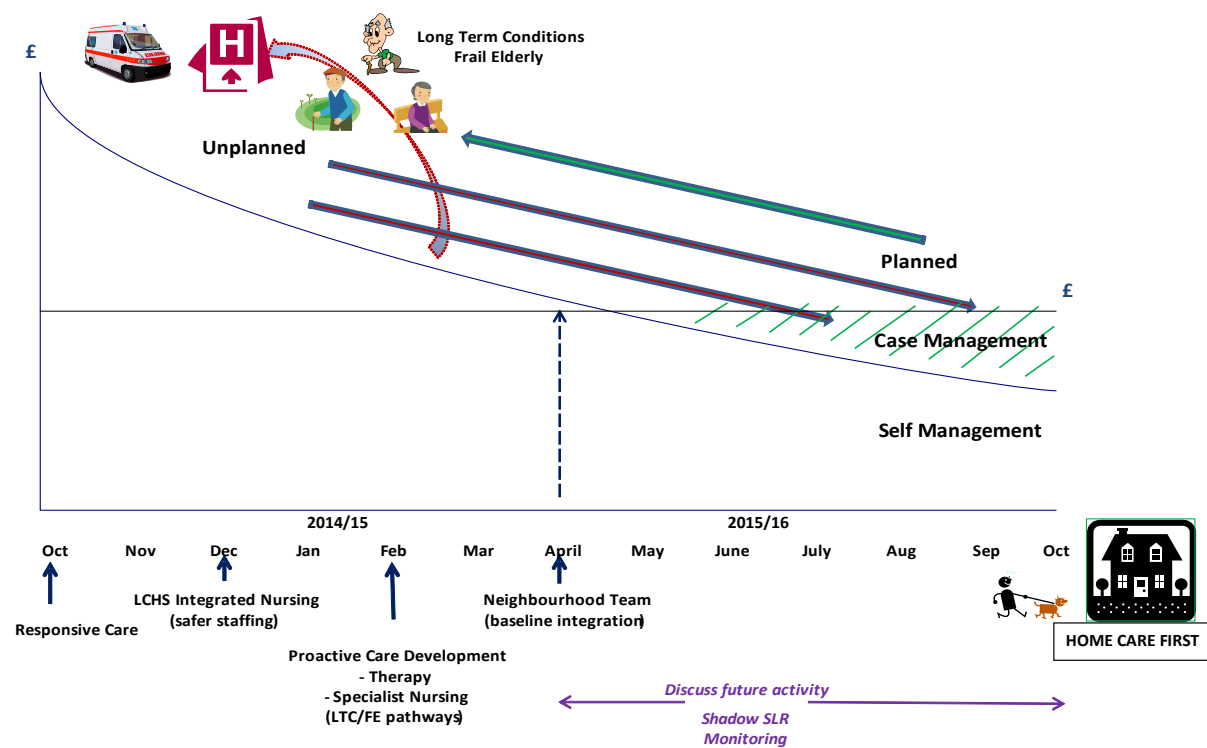 £
H
Long Term Conditions
Frail Elderly
Unplanned
Planned
£
Case Management
Self Management
2014/15
2015/16
Oct
Nov
Dec
Jan
Feb
Mar
April
May
June
July
Aug
Sep
Oct
Responsive Care
LCHS Integrated Nursing
(safer staffing)
Proactive Care Development
- Therapy
- Specialist Nursing
(LTC/FE pathways)
Neighbourhood Team
(baseline integration)
HOME CARE FIRST
Discuss future activity
Shadow SLR
Monitoring